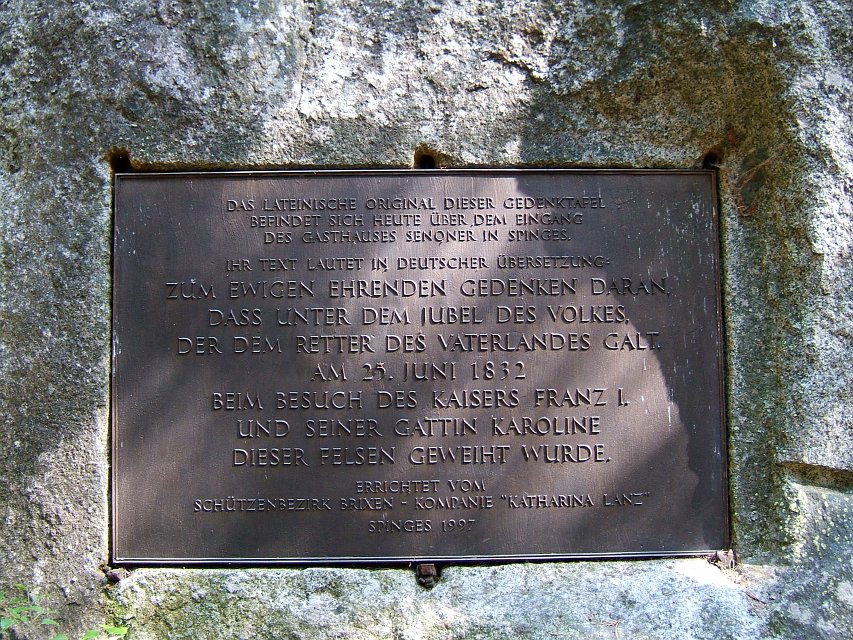 DAS LATEINISCHE ORIGINAL DIESER GEDENKTAFEL
BEFINDET SICH HEUTE ÜBER DEM EINGANG
DES GASTHAUSES SENONER IN SPINGES.
IHR TEXT LAUTET IN DEUTSCHER ÜBERSETZUNG:
ZUM EWIGEN EHRENDEN GEDENKEN DARAN,
DASS UNTER DEM JUBEL DES VOLKES,
DER DEM RETTER DES VATERLANDES GALT,
AM 25. JUNI 1832
BEIM BESUCH DES KAISERS FRANZ I.
UND SEINER GATTIN KAROLINE
DIESER FELSEN GEWEIHT WURDE.
ERRICHTET VOM
SCHÜTZENBEZIRK BRIXEN - KOMPANIE "KATHARINA LANZ"
SPINGES 1997